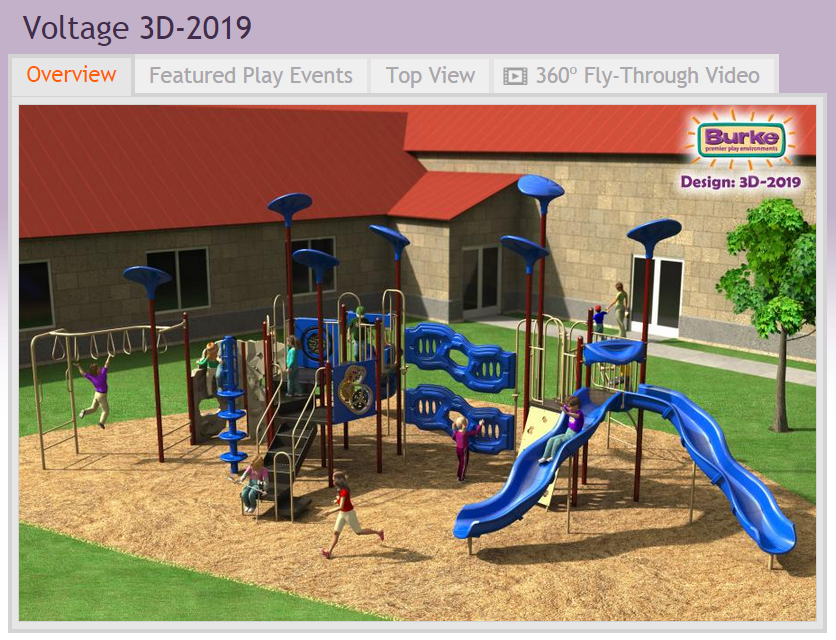 Voltage 3D-2019
Overview
Featured Play Events
Top View
360º Fly-Through Video
Burke
premier play environments
Design: 3D-2019